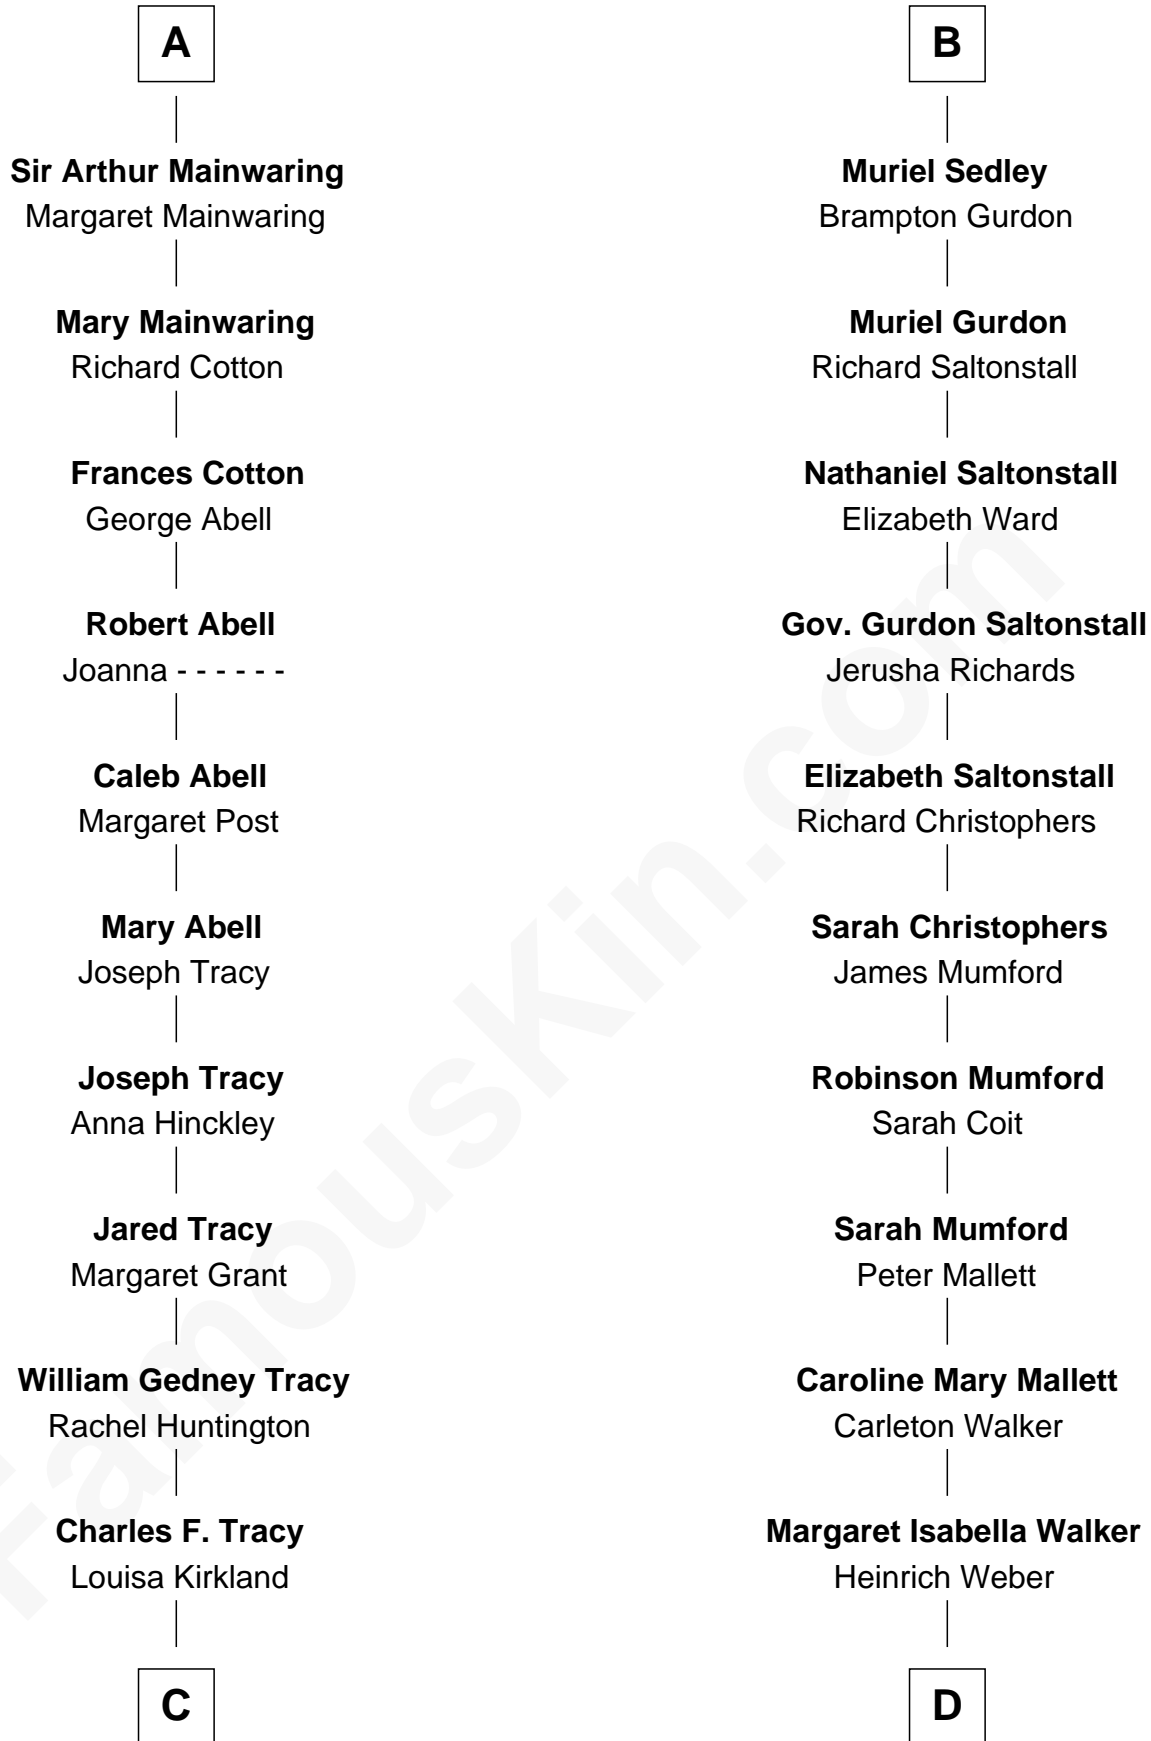 A
Sir Arthur Mainwaring
Margaret Mainwaring
Mary Mainwaring
Richard Cotton
Frances Cotton
George Abell
Robert Abell
Joanna - - - - - -
Caleb Abell
Margaret Post
Mary Abell
Joseph Tracy
Joseph Tracy
Anna Hinckley
Jared Tracy
Margaret Grant
William Gedney Tracy
Rachel Huntington
Charles F. Tracy
Louisa Kirkland
C
B
Muriel Sedley
Brampton Gurdon
Muriel Gurdon
Richard Saltonstall
Nathaniel Saltonstall
Elizabeth Ward
Gov. Gurdon Saltonstall
Jerusha Richards
Elizabeth Saltonstall
Richard Christophers
Sarah Christophers
James Mumford
Robinson Mumford
Sarah Coit
Sarah Mumford
Peter Mallett
Caroline Mary Mallett
Carleton Walker
Margaret Isabella Walker
Heinrich Weber
D
FamousKin.com